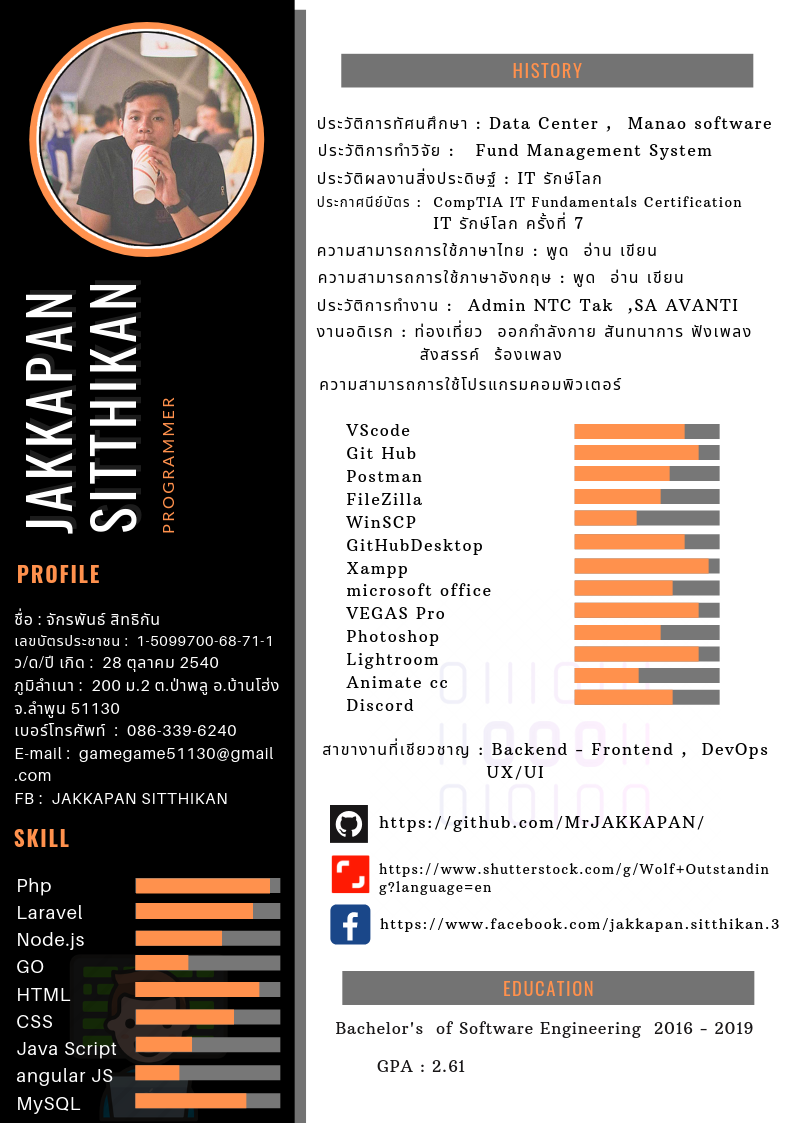 JAKKAPAN
SITTHIKAN
PROGRAMMER
PROFILE
ชื่อ : จักรพันธ์ สิทธิกัน
เลขบัตรประชาชน : 1-5099700-68-71-1
ว/ด/ปี เกิด : 28 ตุลาคม 2540
ภูมิลำเนา : 200 ม.2 ต.ป่าพลู อ.บ้านโฮ่ง
จ.ลำพูน 51130
เบอร์โทรศัพท์ : 086-339-6240
E-mail : gamegame51130@gmail
.com
FB : JAKKAPAN SITTHIKAN
SKILL
Php
Laravel
Node.js
GO
HTML
CSS
Java Script
angular JS
MySQL
HISTORY
ประวัติการทัศนศึกษา : Data Center , Manao software
ประวัติการทำวิจัย : Fund Management System
ประวัติผลงานสิ่งประดิษฐ์ : IT รักษ์โลก
ประกาศนียบัตร : CompTIA IT Fundamentals Certification
IT รักษ์โลก ครั้งที่ 7
ความสามารถการใช้ภาษาไทย : พูด อ่าน เขียน
ความสามารถการใช้ภาษาอังกฤษ : พูด อ่าน เขียน
ประวัติการทำงาน : Admin NTC Tak ,SA AVANTI
งานอดิเรก : ท่องเที่ยว ออกกำลังกาย สันทนาการ ฟังเพลง
สังสรรค์ ร้องเพลง
ความสามารถการใช้โปรแกรมคอมพิวเตอร์
VScode
Git Hub
Postman
FileZilla
WinSCP
GitHubDesktop
Xampp
microsoft office
VEGAS Pro
Photoshop
Lightroom
Animate cc
Discord
สาขางานที่เชียวชาญ : Backend - Frontend , DevOps
UX/UI
https://github.com/MrJAKKAPAN/
https://www.shutterstock.com/g/Wolf+Outstandin
g?language=en
https://www.facebook.com/jakkapan.sitthikan.3
EDUCATION
Bachelor's of Software Engineering 2016 - 2019
GPA : 2.61